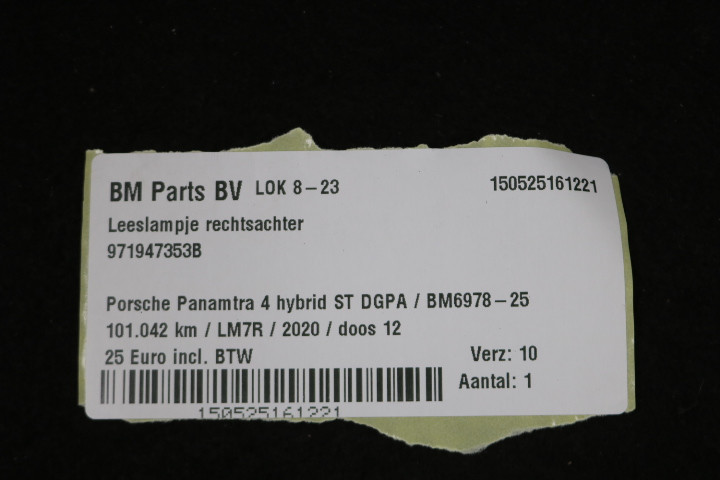 BM Parts BV LOK 8-23 150525161221
Leeslampje rechtsachter
971947353B
Porsche Panamtra 4 hybrid ST DGPA / BM6978-25
101.042 km / LM7R / 2020 / doos 12
25 Euro incl. BTW Verz: 10
Aantal: 1
150525161221